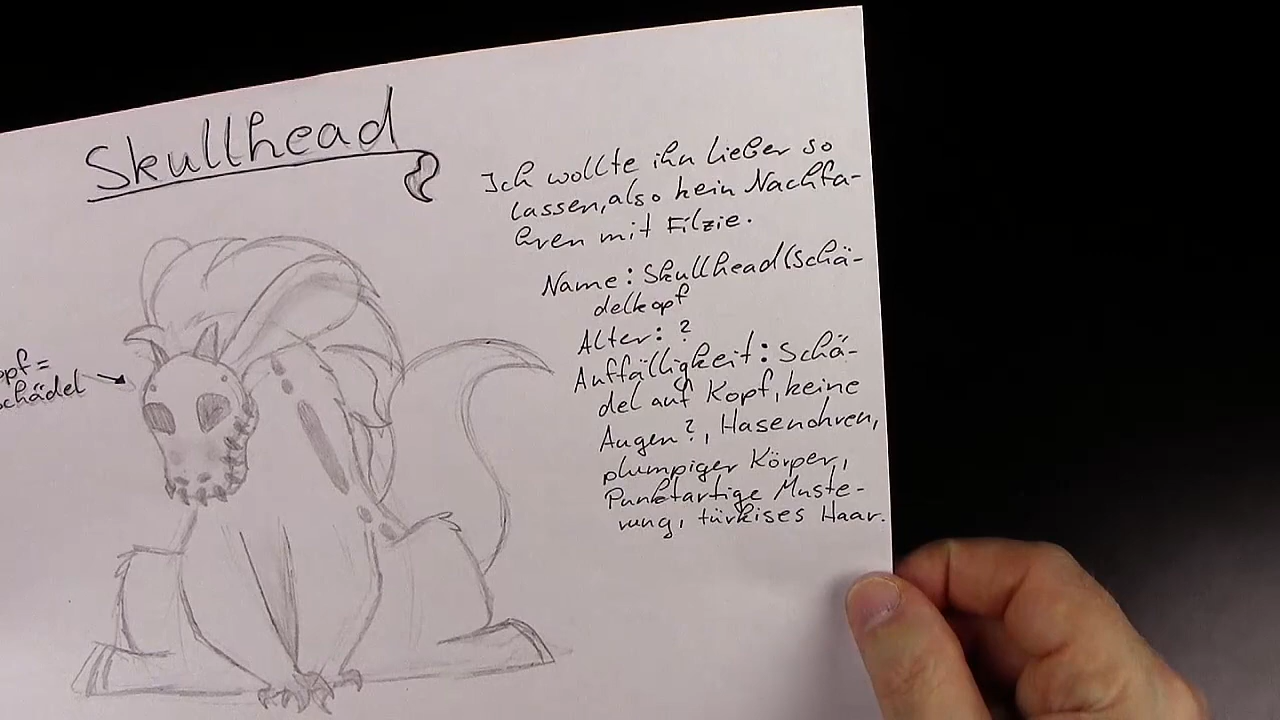 Skullhead
Ich wollte ihn lieber so
lassen, also kein Nachfa-
hren mit Filzie.
Name: Skullhead (Schä-
delkopf
Alter: ?
Auffälligkeit: Schä-
del auf Kopf, keine
Augen?, Hasenohren,
plumpiger Körper,
Punktartige Muste-
rung, türkises Haar.
opf =
chädel